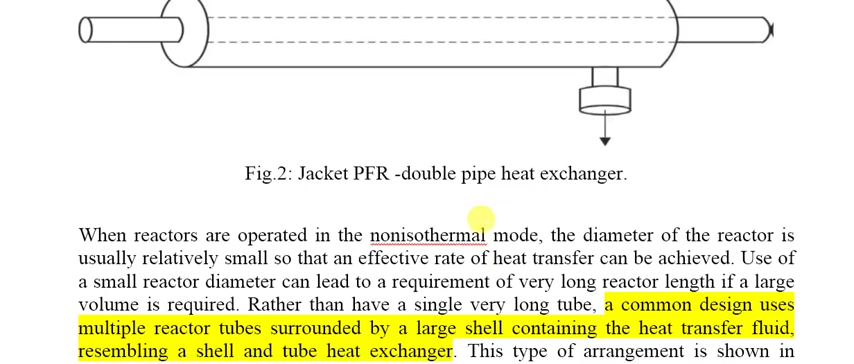 Fig.2: Jacket PFR -double pipe heat exchanger.
When reactors are operated in the nonisothermal mode, the diameter of the reactor is
usually relatively small so that an effective rate of heat transfer can be achieved. Use of
a small reactor diameter can lead to a requirement of very long reactor length if a large
volume is required. Rather than have a single very long tube, a common design uses
multiple reactor tubes surrounded by a large shell containing the heat transfer fluid,
resembling a shell and tube heat exchanger. This type of arrangement is shown in